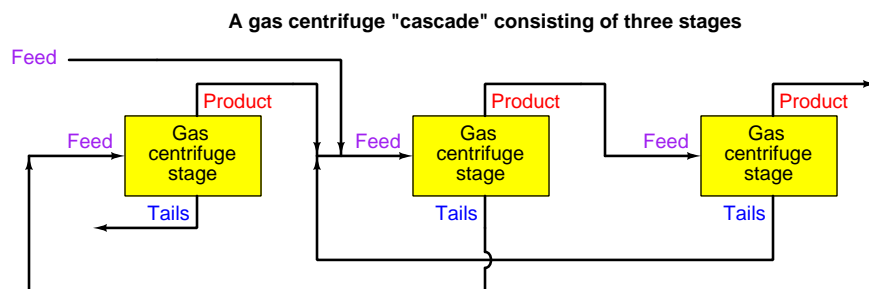 A gas centrifuge "cascade" consisting of three stages
Feed
Product
Product
Product
Feed
Gas
centrifuge
stage
Feed
Gas
centrifuge
stage
Feed
Gas
centrifuge
stage
Tails
Tails
Tails